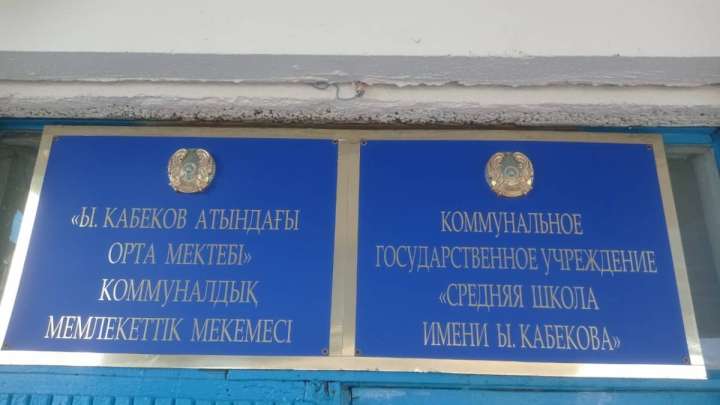 «Ы. КАБЕКОВ АТЫНДАҒЫ
ОРТА МЕКТЕБІ»
КОММУНАЛДЫҚ
МЕМЛЕКЕТТІК МЕКЕМЕСІ
КОММУНАЛЬНОЕ
ГОСУДАРСТВЕННОЕ УЧРЕЖДЕНИЕ
«СРЕДНЯЯ ШКОЛА
ИМЕНИ Ы. КАБЕКОВА»